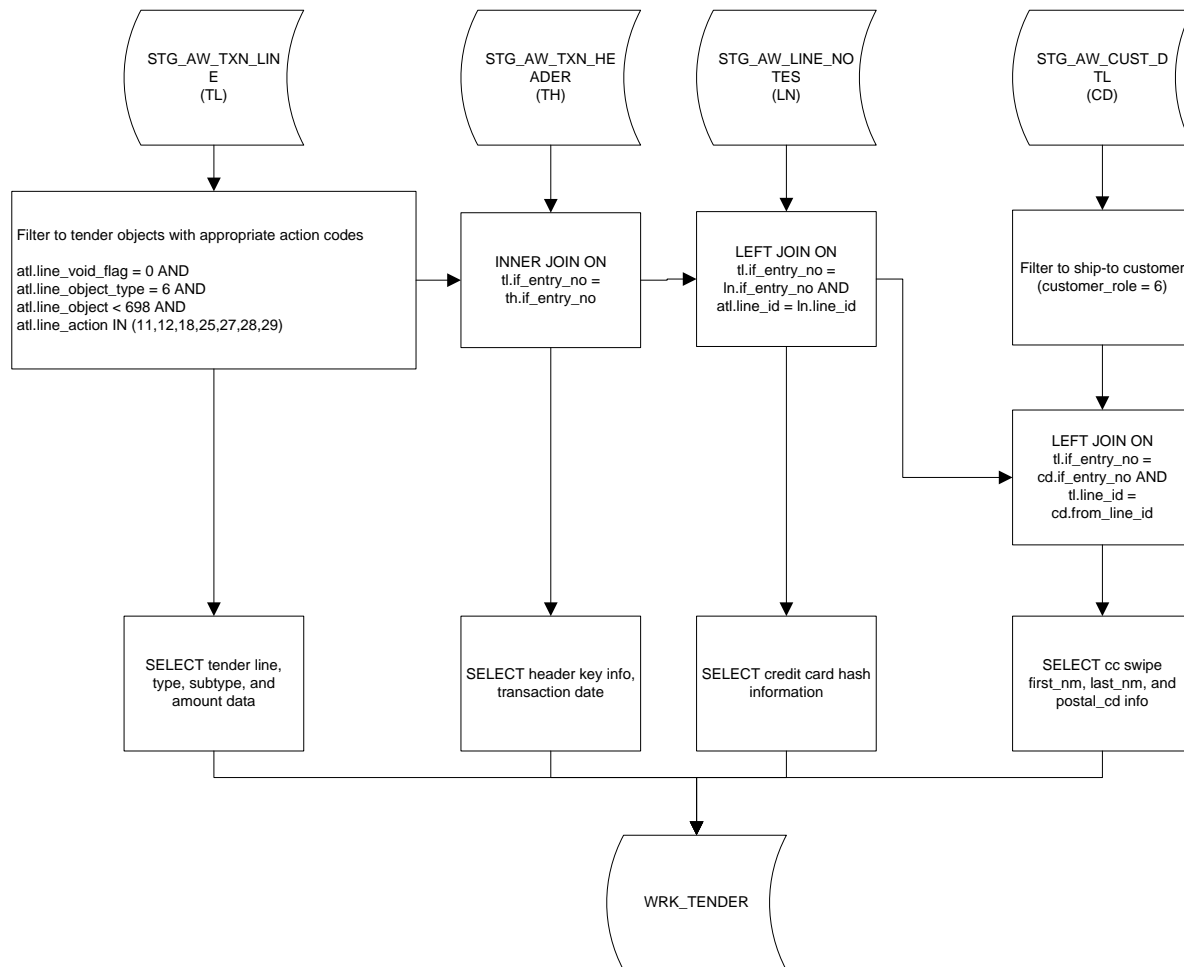 STG_AW_TXN_LIN
E
(TL)
STG_AW_TXN_HE
ADER
(TH)
STG_AW_LINE_NO
TES
(LN)
STG_AW_CUST_D
TL
(CD)
Filter to tender objects with appropriate action codes
atl.line_void_flag = 0 AND
atl.line_object_type = 6 AND
atl.line_object < 698 AND
atl.line_action IN (11,12,18,25,27,28,29)
INNER JOIN ON
tl.if_entry_no =
th.if_entry_no
LEFT JOIN ON
tl.if_entry_no =
ln.if_entry_no AND
atl.line_id = ln.line_id
Filter to ship-to customer
(customer_role = 6)
LEFT JOIN ON
tl.if_entry_no =
cd.if_entry_no AND
tl.line_id =
cd.from_line_id
SELECT tender line,
type, subtype, and
amount data
SELECT header key info,
transaction date
SELECT credit card hash
information
SELECT cc swipe
first_nm, last_nm, and
postal_cd info
WRK_TENDER